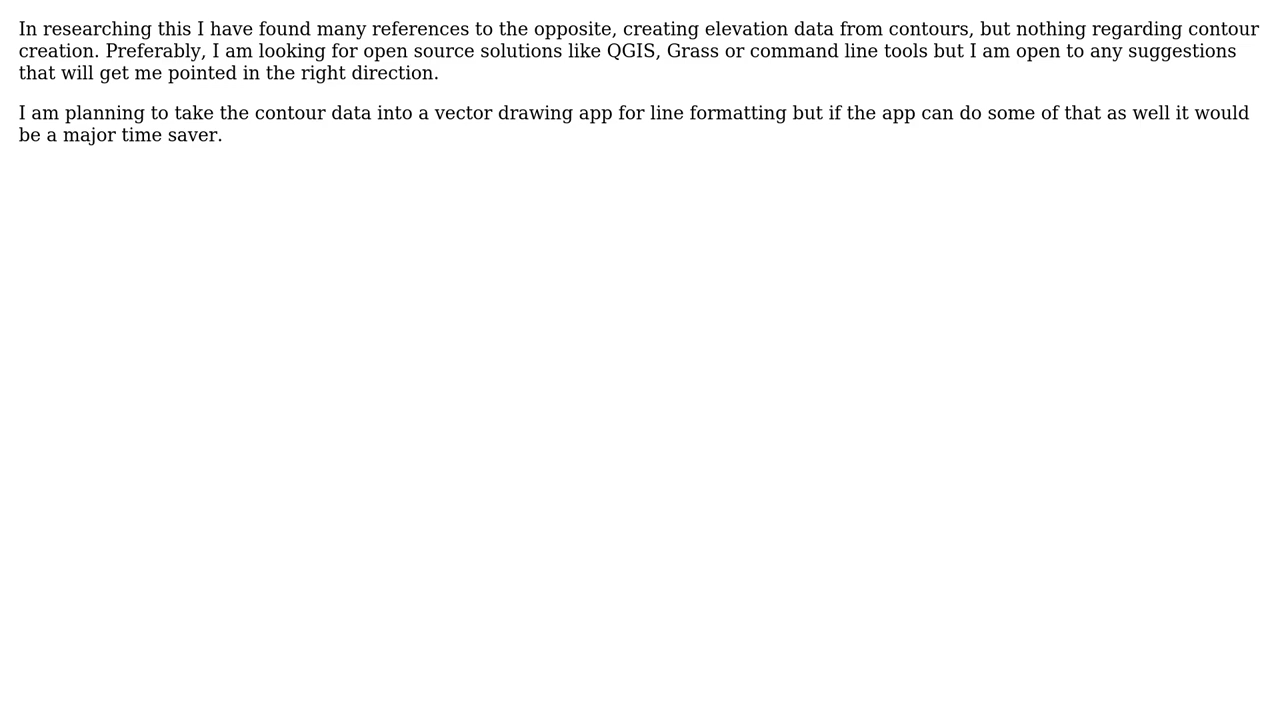 In researching this I have found many references to the opposite, creating elevation data from contours, but nothing regarding contour
creation. Preferably, I am looking for open source solutions like QGIS, Grass or command line tools but I am open to any suggestions
that will get me pointed in the right direction.
I am planning to take the contour data into a vector drawing app for line formatting but if the app can do some of that as well it would
be a major time saver.